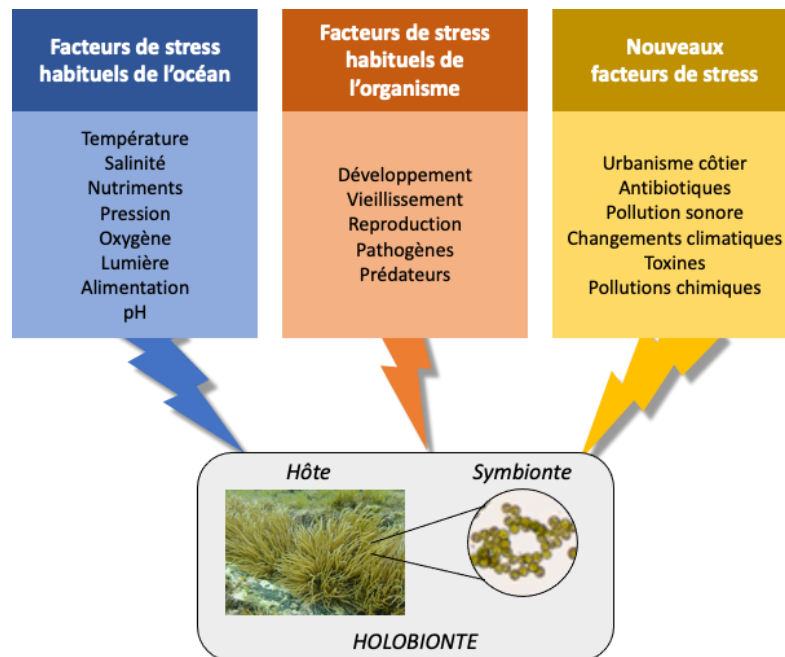 Facteurs de stress
habituels de l’océan
Température
Salinité
Nutriments
Pression
Oxygène
Lumière
Alimentation
pH
Facteurs de stress
habituels de
l’organisme
Développement
Vieillissement
Reproduction
Pathogènes
Prédateurs
Nouveaux
facteurs de stress
Urbanisme côtier
Antibiotiques
Pollution sonore
Changements climatiques
Toxines
Pollutions chimiques
Hôte
Symbionte
HOLOBIONTE